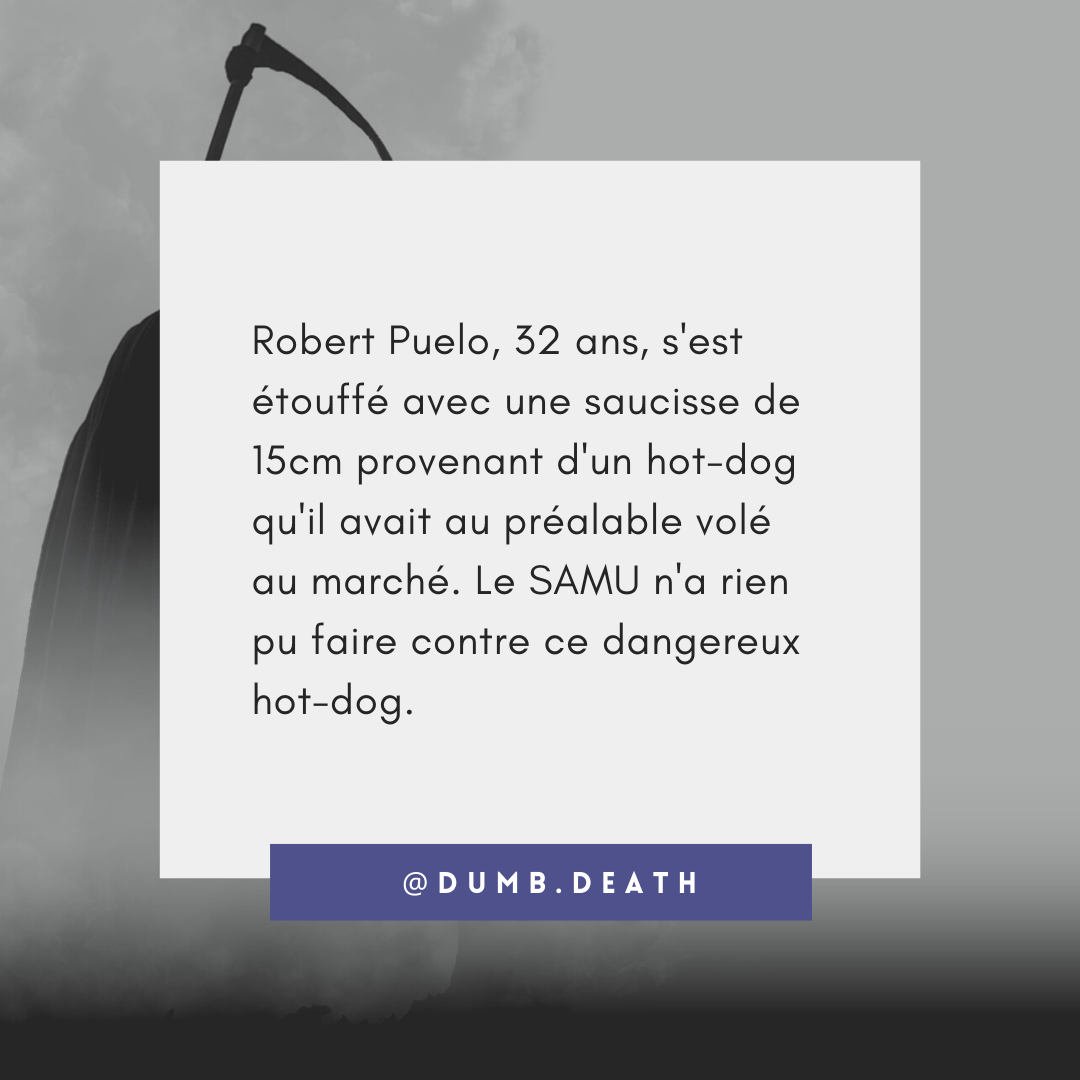 Robert Puelo, 32 ans, s'est
étouffé avec une saucisse de
15cm provenant d'un hot-dog
qu'il avait au préalable volé
au marché. Le SAMU n'a rien
pu faire contre ce dangereux
hot-dog.
@DUMB.DEATH